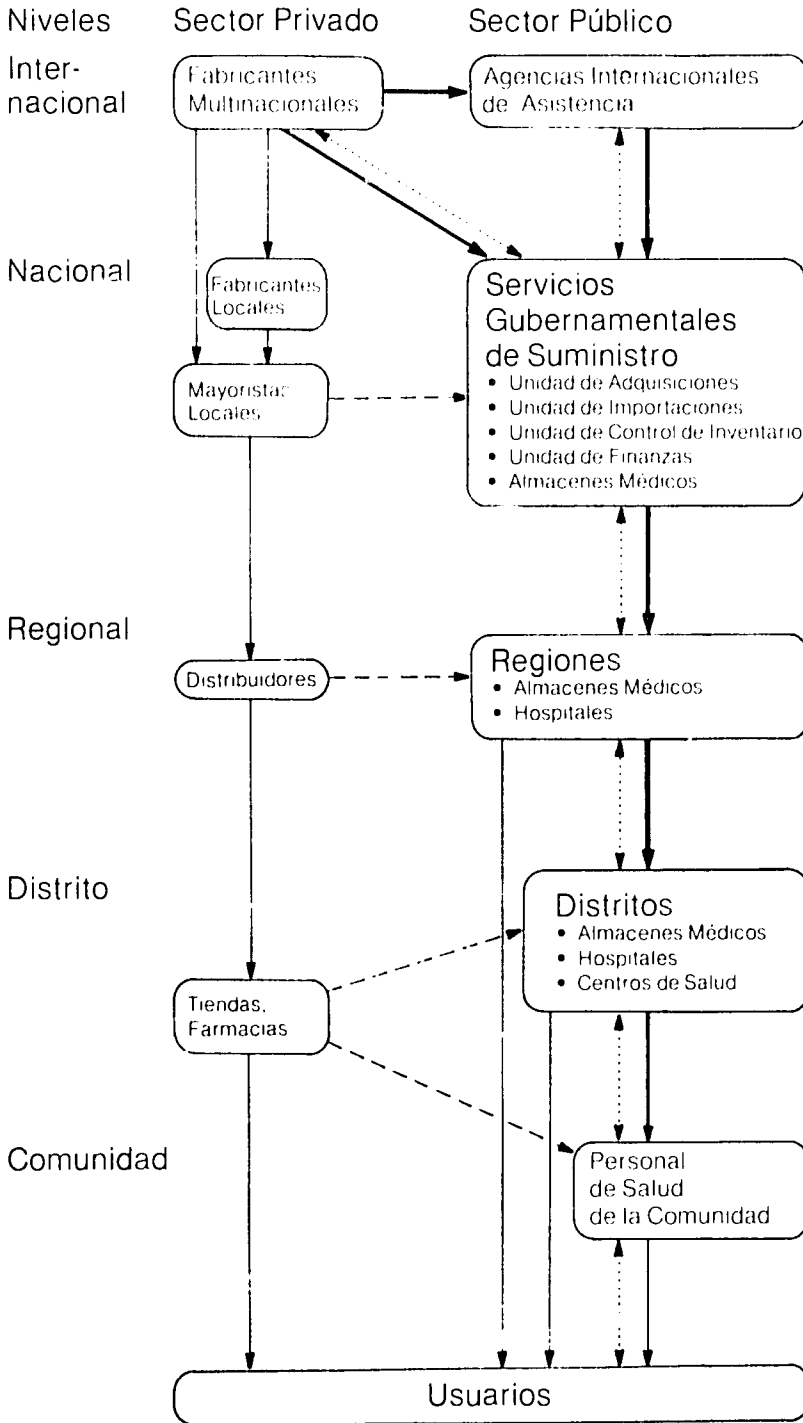 Niveles Sector Privado Sector Público
Inter-
nacional
Fabricantes
Multinacionales
Agencias Internacionales
de Asistencia
Nacional
Fabricantes
Locales
Mayoristas
Locales
Servicios
Gubernamentales
de Suministro
• Unidad de Adquisiciones
• Unidad de Importaciones
• Unidad de Control de Inventario
• Unidad de Finanzas
• Almacenes Médicos
Regional
Distribuidores
Regiones
• Almacenes Médicos
• Hospitales
Distrito
Distritos
• Almacenes Médicos
• Hospitales
• Centros de Salud
Tiendas,
Farmacias
Comunidad
Personal
de Salud
de la Comunidad
Usuarios